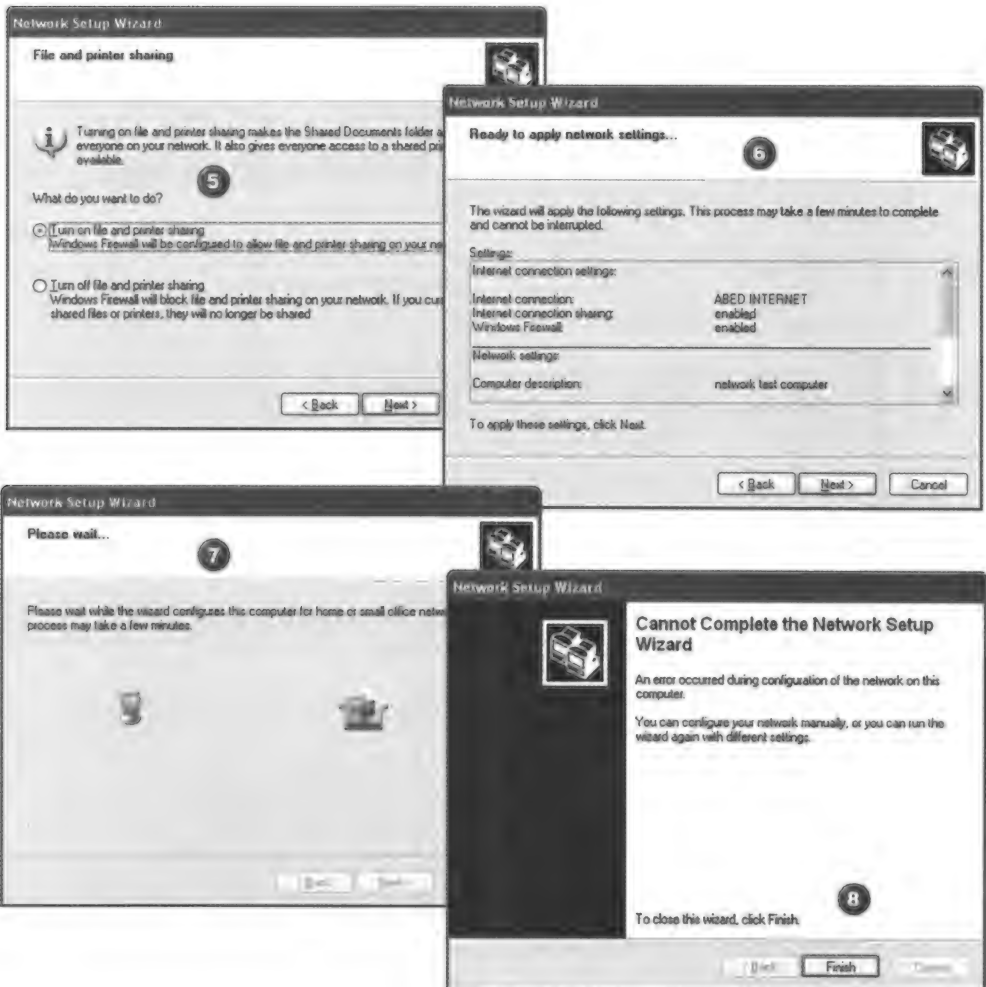 Network Setup Wizard
File and printer sharing
Turning on file and printer sharing makes the Shared Documents folder a
everyone on your network. It also gives everyone access to a shared pri
available.
5
What do you want to do?
Turn on file and printer sharing
Windows Firewall will be configured to allow file and printer sharing on your ne
Turn off file and printer sharing
Windows Firewall will block file and printer sharing on your network. If you cur
shared files or printers, they will no longer be shared
< Back Next >
Network Setup Wizard
Ready to apply network settings...
6
The wizard will apply the following settings. This process may take a few minutes to complete
and cannot be interrupted.
Settings:
Internet connection settings:
Internet connection: ABED INTERNET
Internet connection sharing: enabled
Windows Firewall: enabled
Network settings:
Computer description: network test computer
To apply these settings, click Next.
< Back Next > Cancel
Network Setup Wizard
Please wait...
7
Please wait while the wizard configures this computer for home or small office netw
process may take a few minutes.
Back
Network Setup Wizard
Cannot Complete the Network Setup
Wizard
An error occurred during configuration of the network on this
computer.
You can configure your network manually, or you can run the
wizard again with different settings.
8
To close this wizard, click Finish.
Back Finish Cancel